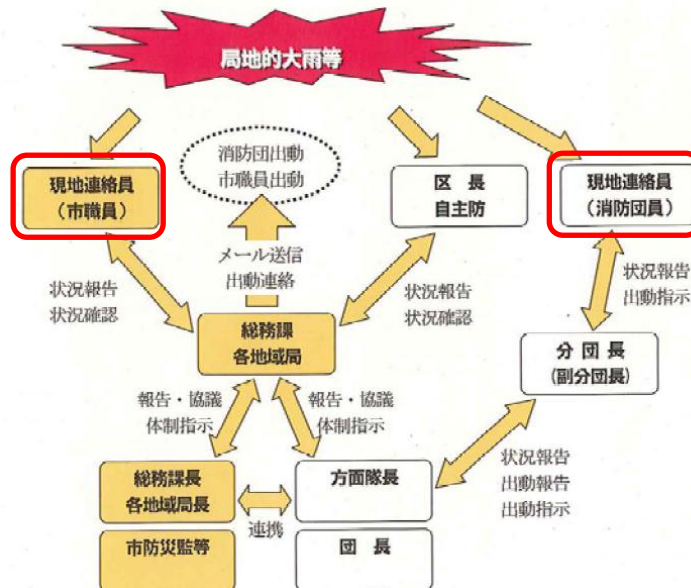 局地的大雨等
消防団出動
市職員出動
現地連絡員
（市職員）
区 長
自主防
現地連絡員
（消防団員）
メール送信
出動連絡
状況報告
状況確認
状況報告
状況確認
状況報告
出動指示
総務課
各地域局
分 団 長
（副分団長）
報告・協議
体制指示
報告・協議
体制指示
状況報告
出動報告
出動指示
総務課長
各地域局長
方面隊長
連携
市防災監等
団 長